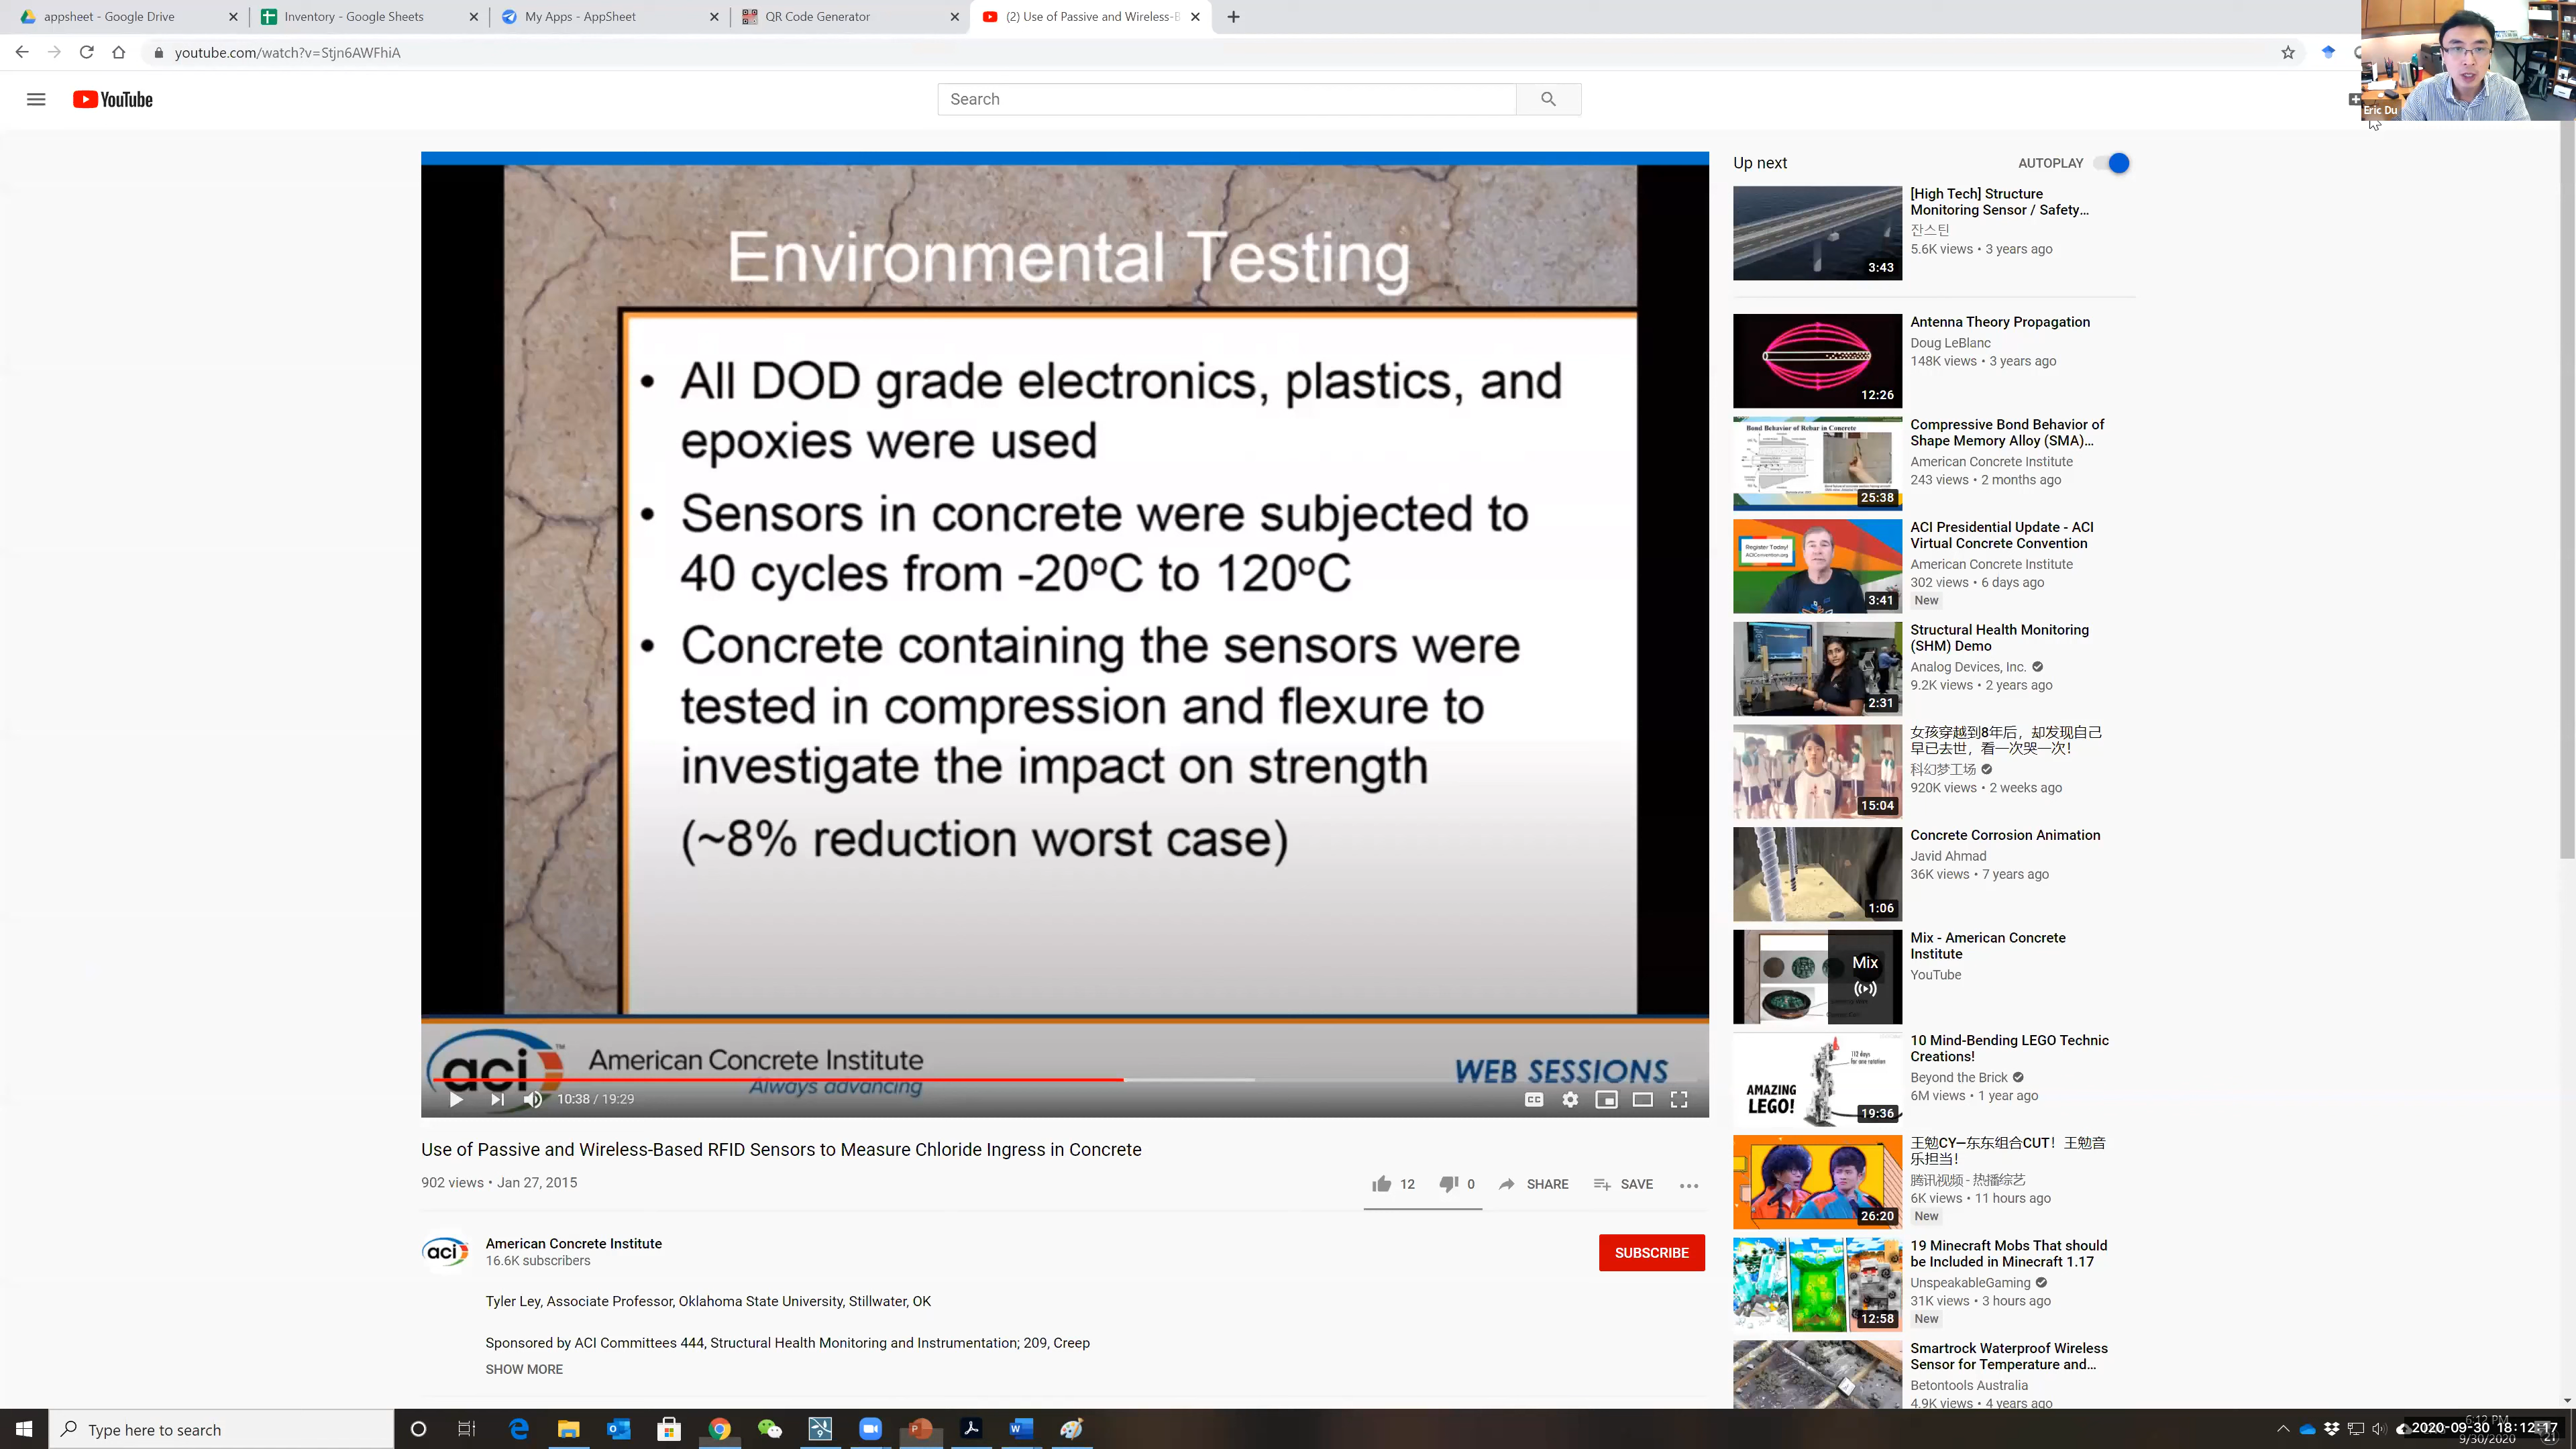 appsheet - Google Drive
Inventory - Google Sheets
My Apps - AppSheet
QR Code Generator
(2) Use of Passive and Wireless-B
youtube.com/watch?v=Stjn6AWFhiA
Eric Du
YouTube
Search
Environmental Testing
• All DOD grade electronics, plastics, and
epoxies were used
• Sensors in concrete were subjected to
40 cycles from -20°C to 120°C
• Concrete containing the sensors were
tested in compression and flexure to
investigate the impact on strength
(~8% reduction worst case)
aci™
American Concrete Institute
Always advancing
WEB SESSIONS
10:38 / 19:29
CC
Use of Passive and Wireless-Based RFID Sensors to Measure Chloride Ingress in Concrete
902 views • Jan 27, 2015
12
0
SHARE
SAVE
aci
American Concrete Institute
16.6K subscribers
SUBSCRIBE
Tyler Ley, Associate Professor, Oklahoma State University, Stillwater, OK
Sponsored by ACI Committees 444, Structural Health Monitoring and Instrumentation; 209, Creep
SHOW MORE
Up next
AUTOPLAY
[High Tech] Structure
Monitoring Sensor / Safety...
잔스틴
5.6K views • 3 years ago
3:43
Antenna Theory Propagation
Doug LeBlanc
148K views • 3 years ago
12:26
Bond Behavior of Rebar in Concrete
Compressive Bond Behavior of
Shape Memory Alloy (SMA)...
American Concrete Institute
243 views • 2 months ago
25:38
Register Today!
ACIConvention.org
ACI Presidential Update - ACI
Virtual Concrete Convention
American Concrete Institute
302 views • 6 days ago
New
3:41
Structural Health Monitoring
(SHM) Demo
Analog Devices, Inc.
9.2K views • 2 years ago
2:31
女孩穿越到8年后，却发现自己
早已去世，看一次哭一次！
科幻梦工场
920K views • 2 weeks ago
15:04
Concrete Corrosion Animation
Javid Ahmad
36K views • 7 years ago
1:06
Mix
Mix - American Concrete
Institute
YouTube
112 days
for one rotation
AMAZING
LEGO!
10 Mind-Bending LEGO Technic
Creations!
Beyond the Brick
6M views • 1 year ago
19:36
王勉CY—东东组合CUT！王勉音
乐担当！
腾讯视频 - 热播综艺
6K views • 11 hours ago
New
26:20
19 Minecraft Mobs That should
be Included in Minecraft 1.17
UnspeakableGaming
31K views • 3 hours ago
New
12:58
Smartrock Waterproof Wireless
Sensor for Temperature and...
Betontools Australia
4.9K views • 4 years ago
Type here to search
6:12 PM
2020-09-30 18:12:17
9/30/2020
21